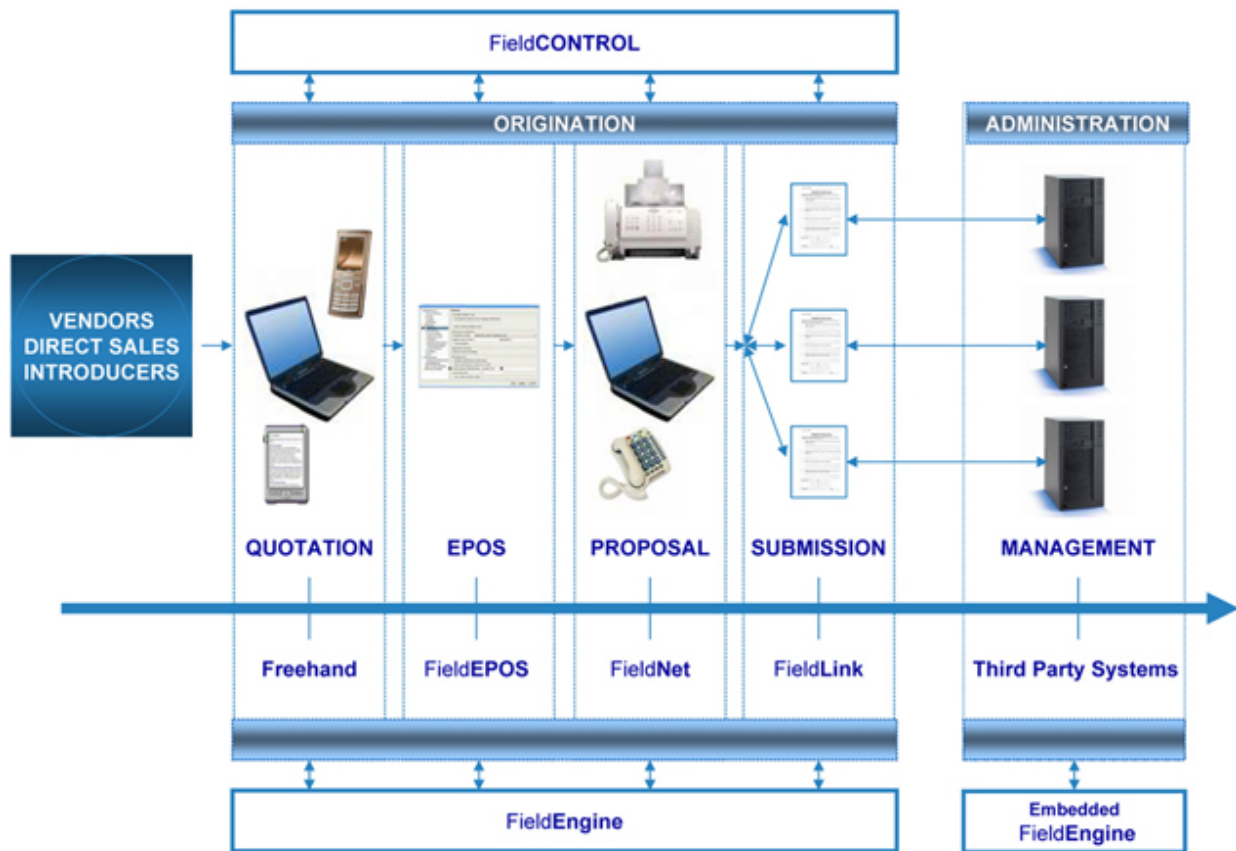 FieldCONTROL
ORIGINATION
ADMINISTRATION
VENDORS
DIRECT SALES
INTRODUCERS
QUOTATION
EPOS
PROPOSAL
SUBMISSION
MANAGEMENT
Freehand
FieldEPOS
FieldNet
FieldLink
Third Party Systems
FieldEngine
Embedded
FieldEngine